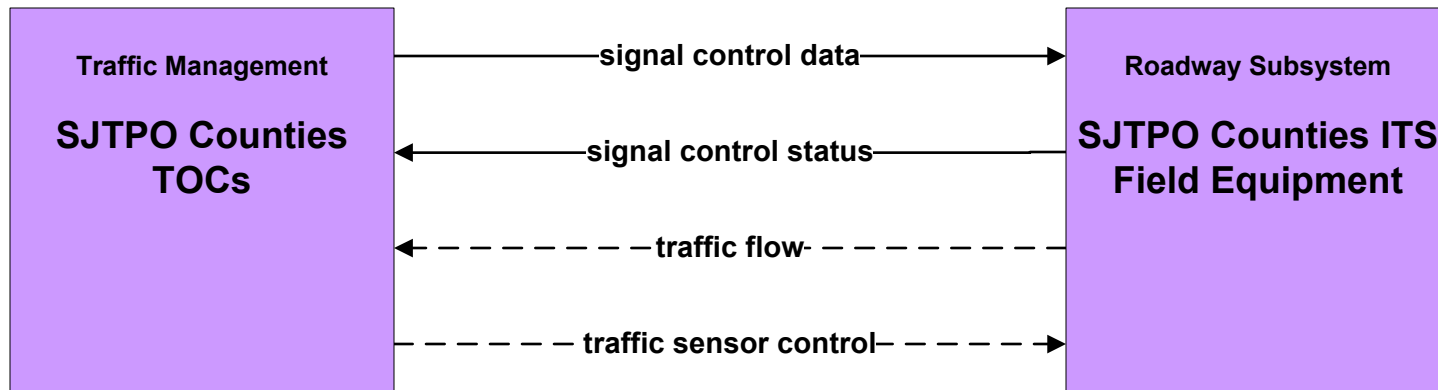 Traffic Management
SJTPO Counties
TOCs
signal control data
signal control status
traffic flow
traffic sensor control
Roadway Subsystem
SJTPO Counties ITS
Field Equipment